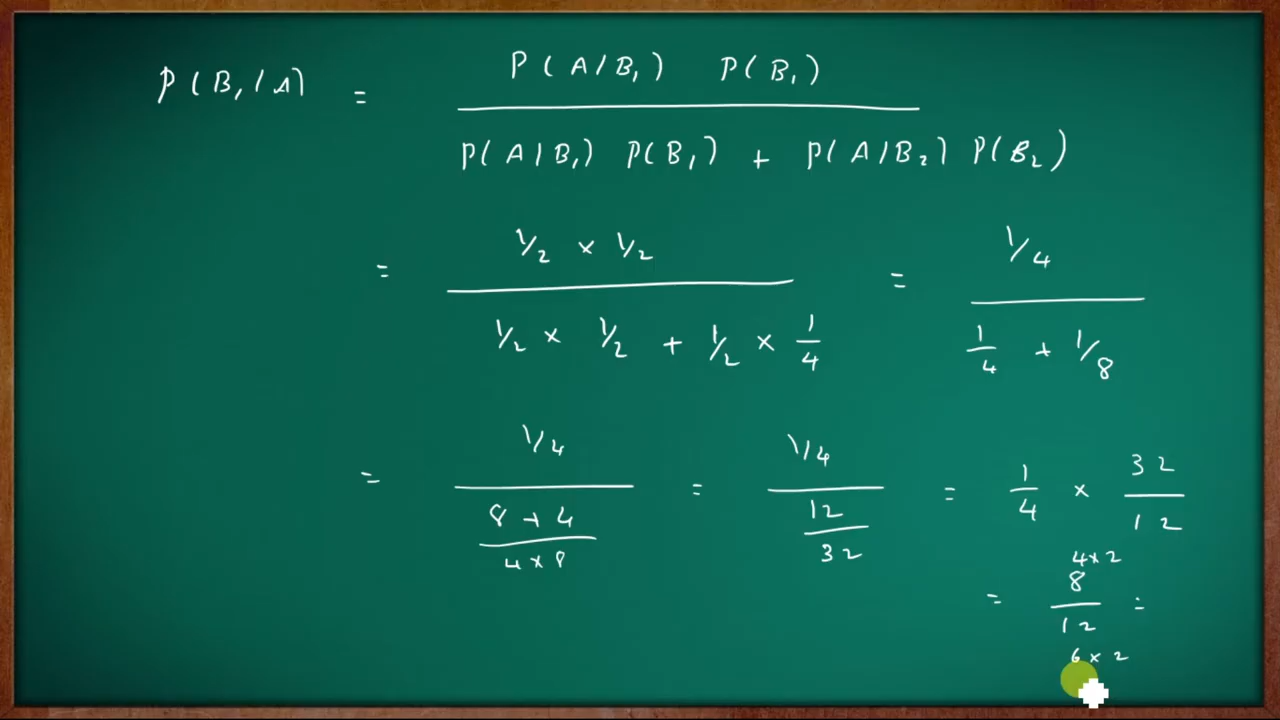 P(B₁/A) = P(A/B₁) P(B₁)
P(A/B₁) P(B₁) + P(A/B₂) P(B₂)
= 1/2 × 1/2 = 1/4
1/2 × 1/2 + 1/2 × 1/4 1/4 + 1/8
= 1/4 = 1/4 = 1/4 × 32/12
8 + 4 12
4 × 8 32
4×2
= 8/12 =
6×2